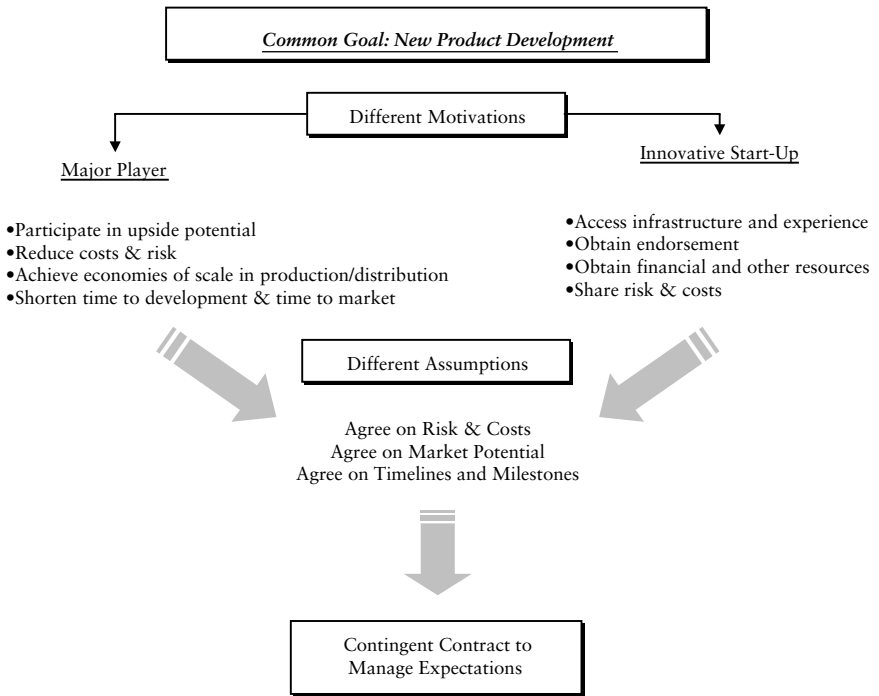 Common Goal: New Product Development
Different Motivations
Major Player
•Participate in upside potential
•Reduce costs & risk
•Achieve economies of scale in production/distribution
•Shorten time to development & time to market
Innovative Start-Up
•Access infrastructure and experience
•Obtain endorsement
•Obtain financial and other resources
•Share risk & costs
Different Assumptions
Agree on Risk & Costs
Agree on Market Potential
Agree on Timelines and Milestones
Contingent Contract to
Manage Expectations